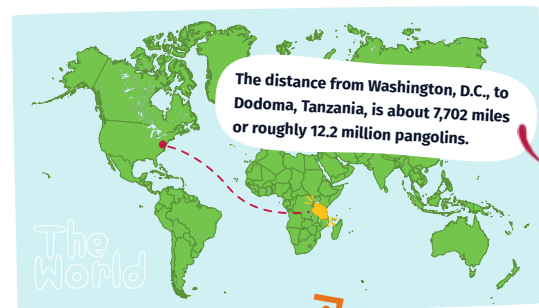 The distance from Washington, D.C., to
Dodoma, Tanzania, is about 7,702 miles
or roughly 12.2 million pangolins.
The
World